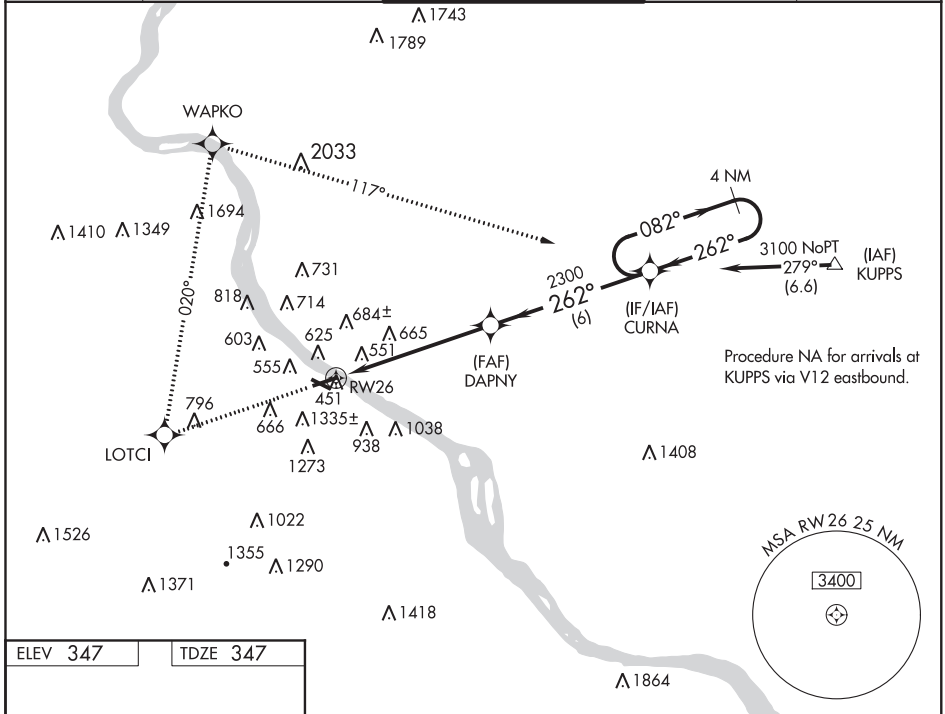 1743
1789
WAPKO
2033
117°
4 NM
1410
1349
1694
082°
262°
3100 NoPT
279°
(6.6)
(IAF)
KUPPS
731
2300
262°
(6)
(IF/IAF)
CURNA
020°
818
714
684±
665
603
625
551
555
(FAF)
DAPNY
Procedure NA for arrivals at
KUPPS via V12 eastbound.
RW26
451
796
666
1335±
938
1038
LOTCI
1273
1408
1526
1022
1355
1290
1371
1418
MSA RW26 25 NM
3400
ELEV 347
TDZE 347
1864